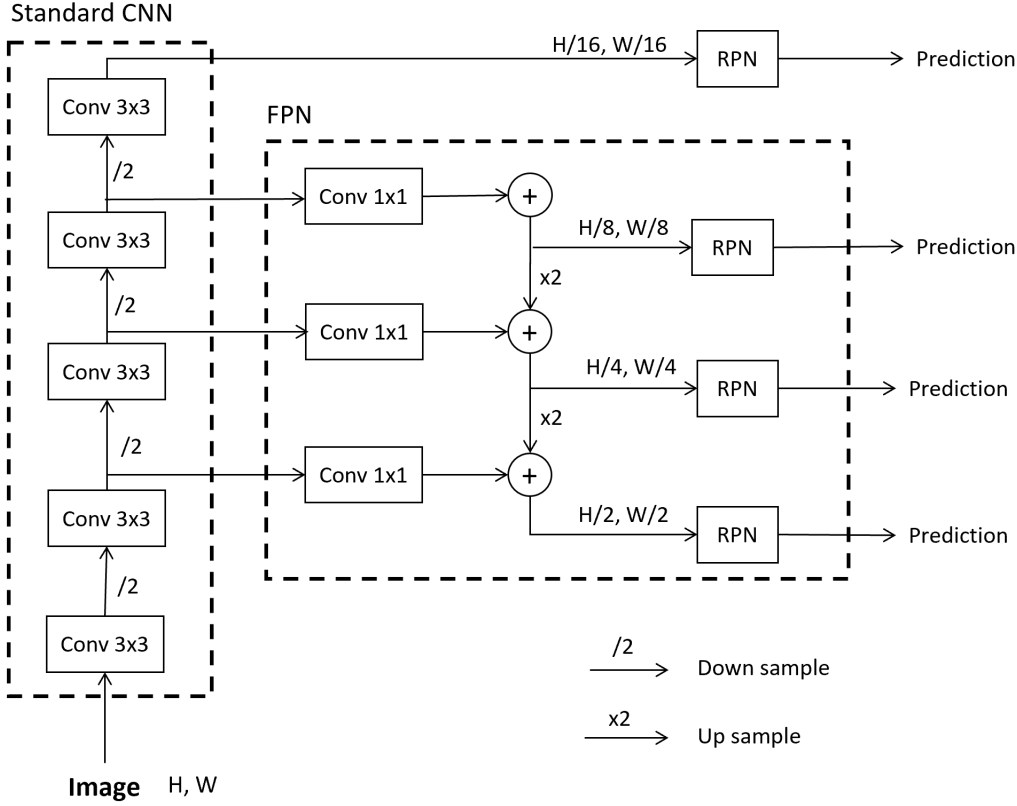 Standard CNN
H/16, W/16
RPN
Prediction
Conv 3x3
FPN
/2
Conv 1x1
+
Conv 3x3
H/8, W/8
RPN
Prediction
x2
/2
Conv 1x1
+
Conv 3x3
H/4, W/4
RPN
Prediction
x2
/2
Conv 1x1
+
Conv 3x3
H/2, W/2
RPN
Prediction
/2
Conv 3x3
/2
Down sample
x2
Up sample
Image H, W